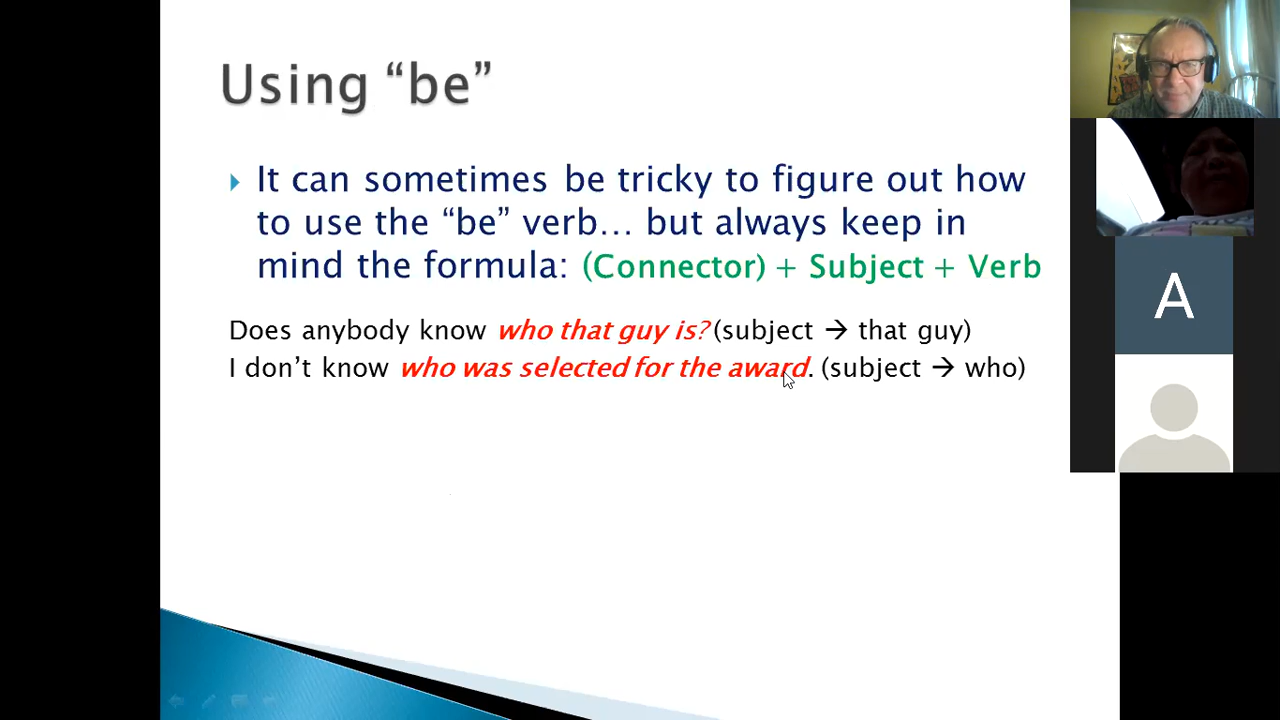 Using “be”
It can sometimes be tricky to figure out how
to use the “be” verb… but always keep in
mind the formula: (Connector) + Subject + Verb
Does anybody know who that guy is? (subject → that guy)
I don’t know who was selected for the award. (subject → who)
A